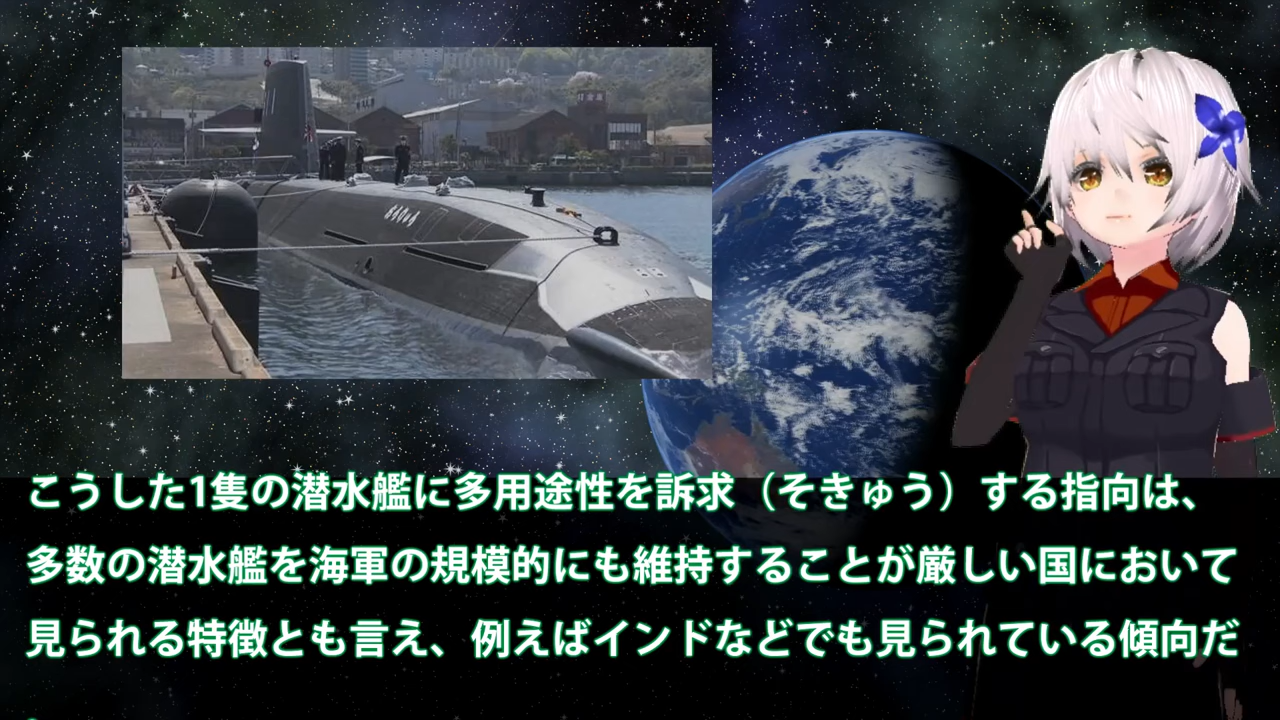 こうした1隻の潜水艦に多用途性を訴求（そきゅう）する指向は、
多数の潜水艦を海軍の規模的にも維持することが厳しい国において
見られる特徴とも言え、例えばインドなどでも見られている傾向だ